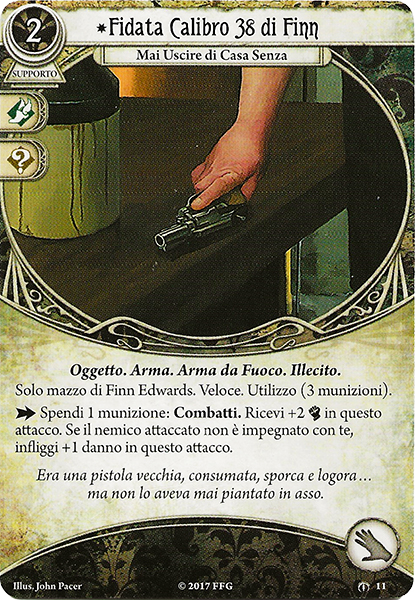 2
*Fidata Calibro 38 di Finn
Mai Uscire di Casa Senza
SUPPORTO
?
Oggetto. Arma. Arma da Fuoco. Illecito.
Solo mazzo di Finn Edwards. Veloce. Utilizzo (3 munizioni).
Spendi 1 munizione: Combatti. Ricevi +2 in questo
attacco. Se il nemico attaccato non è impegnato con te,
infliggi +1 danno in questo attacco.
Era una pistola vecchia, consumata, sporca e logora…
ma non lo aveva mai piantato in asso.
Illus. John Pacer
© 2017 FFG
11